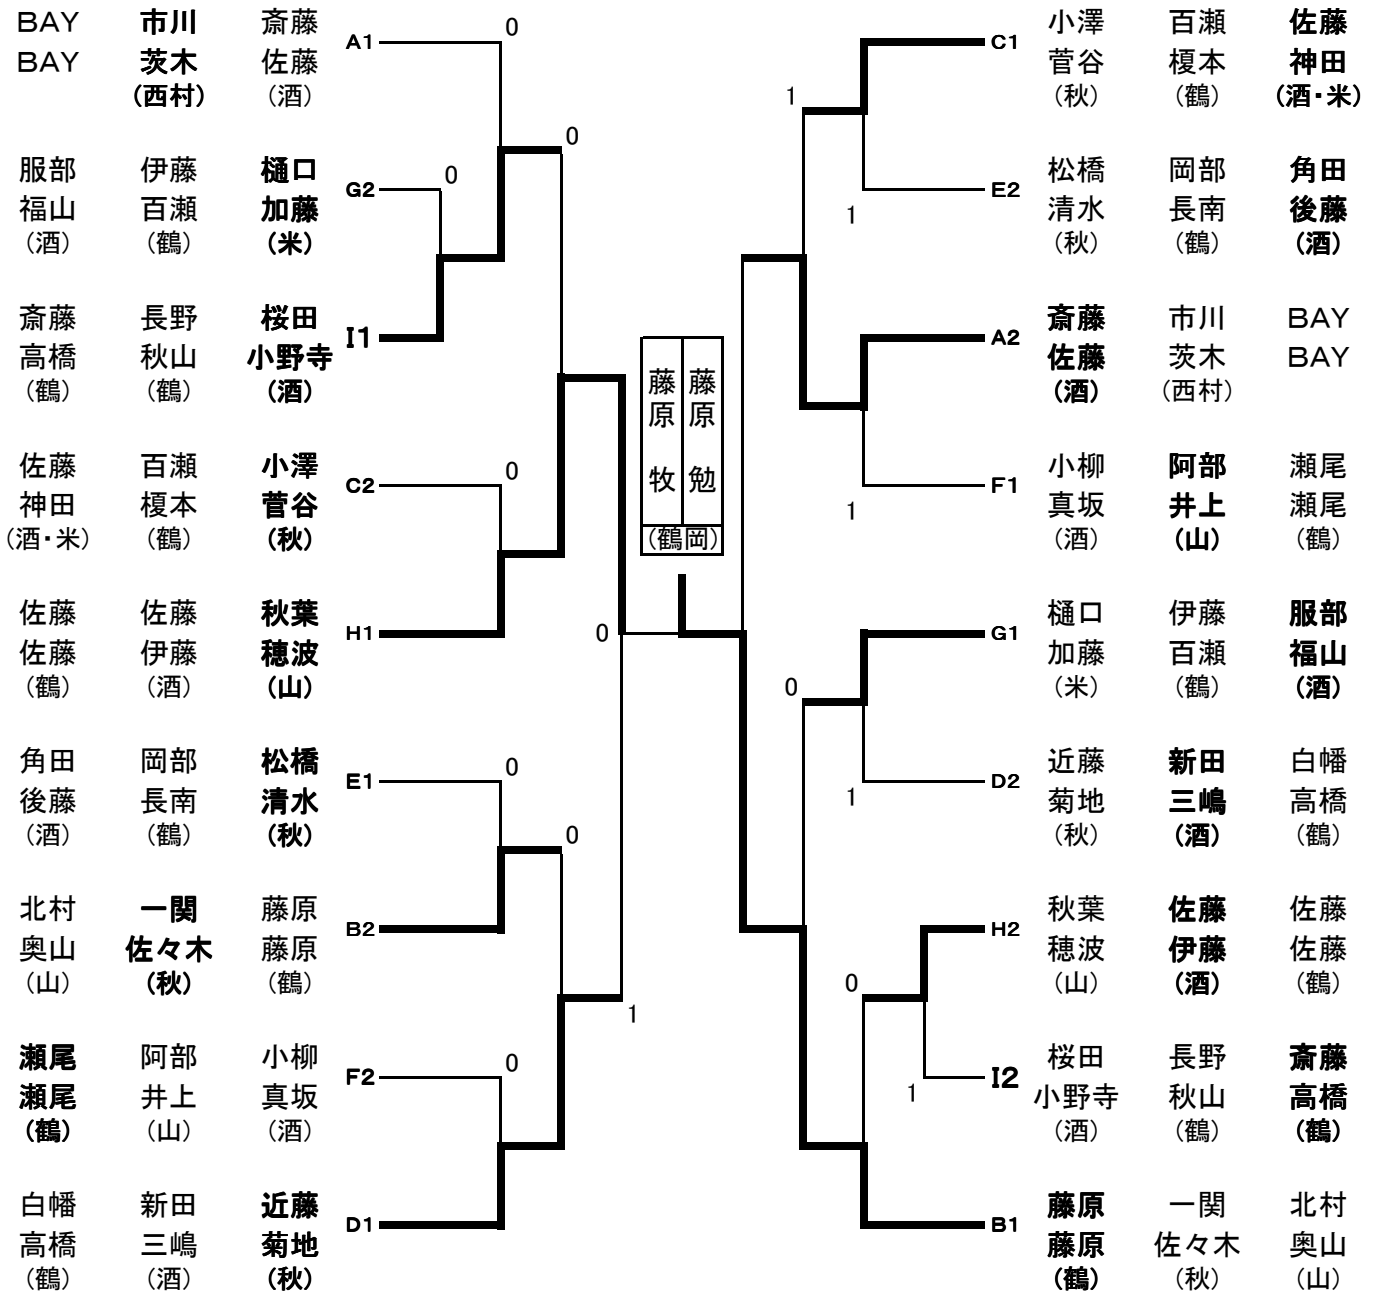 BAY 市川 斎藤
BAY 茨木 佐藤
(西村) (酒)
A1
0
0
服部 伊藤 樋口
福山 百瀬 加藤
(酒) (鶴) (米)
G2
0
斎藤 長野 桜田
高橋 秋山 小野寺
(鶴) (鶴) (酒)
I1
佐藤 百瀬 小澤
神田 榎本 菅谷
(酒・米) (鶴) (秋)
C2
0
佐藤 佐藤 秋葉
佐藤 伊藤 穂波
(鶴) (酒) (山)
H1
0
角田 岡部 松橋
後藤 長南 清水
(酒) (鶴) (秋)
E1
0
0
北村 一関 藤原
奥山 佐々木 藤原
(山) (秋) (鶴)
B2
1
瀬尾 阿部 小柳
瀬尾 井上 真坂
(鶴) (山) (酒)
F2
0
白幡 新田 近藤
高橋 三嶋 菊地
(鶴) (酒) (秋)
D1
藤原 牧
藤原 勉
(鶴岡)
小澤 百瀬 佐藤
菅谷 榎本 神田
(秋) (鶴) (酒・米)
C1
1
松橋 岡部 角田
清水 長南 後藤
(秋) (鶴) (酒)
E2
1
斎藤 市川 BAY
佐藤 茨木 BAY
(酒) (西村)
A2
小柳 阿部 瀬尾
真坂 井上 瀬尾
(酒) (山) (鶴)
F1
1
樋口 伊藤 服部
加藤 百瀬 福山
(米) (鶴) (酒)
G1
0
近藤 新田 白幡
菊地 三嶋 高橋
(秋) (酒) (鶴)
D2
1
秋葉 佐藤 佐藤
穂波 伊藤 佐藤
(山) (酒) (鶴)
H2
0
桜田 長野 斎藤
小野寺 秋山 高橋
(酒) (鶴) (鶴)
I2
1
藤原 一関 北村
藤原 佐々木 奥山
(鶴) (秋) (山)
B1